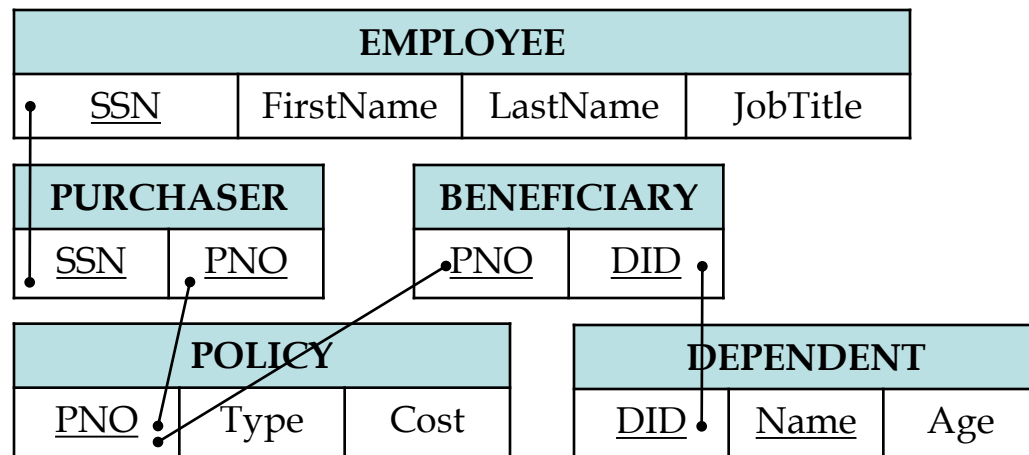 EMPLOYEE
SSN FirstName LastName JobTitle
PURCHASER BENEFICIARY
SSN PNO PNO DID
POLICY DEPENDENT
PNO Type Cost DID Name Age